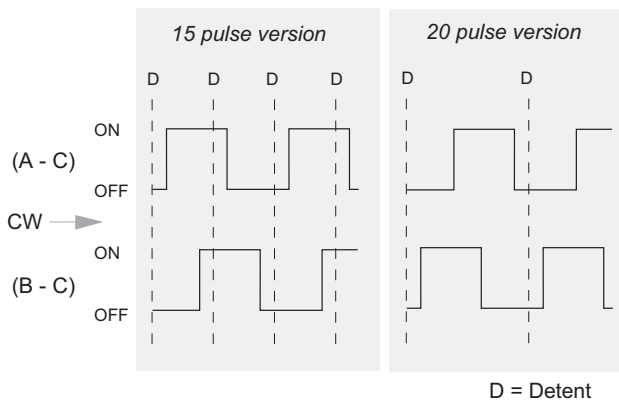 15 pulse version
20 pulse version
D D D D
D D
ON
(A - C)
OFF
CW
ON
(B - C)
OFF
D = Detent